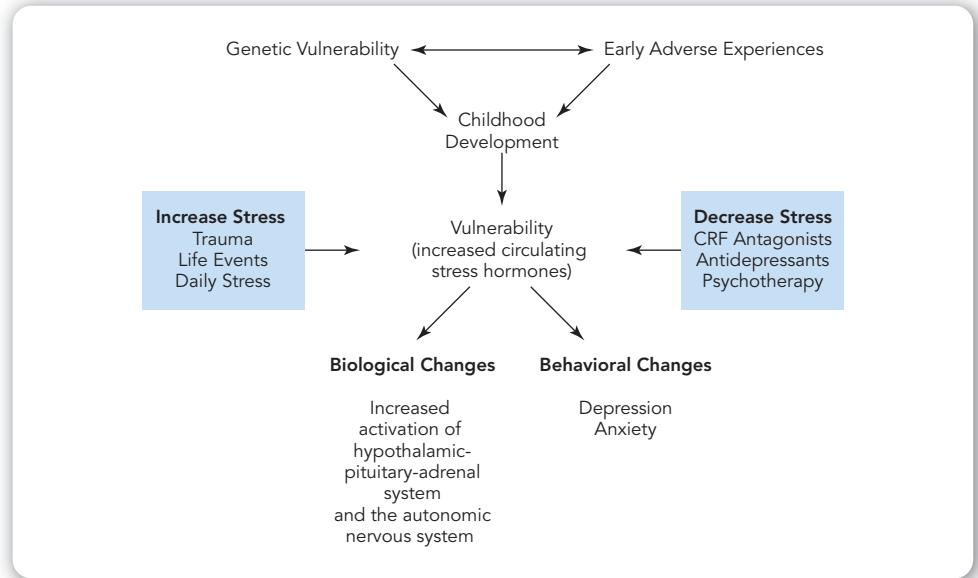 Genetic Vulnerability
Early Adverse Experiences
Childhood
Development
Increase Stress
Trauma
Life Events
Daily Stress
Vulnerability
(increased circulating
stress hormones)
Decrease Stress
CRF Antagonists
Antidepressants
Psychotherapy
Biological Changes
Increased
activation of
hypothalamic-
pituitary-adrenal
system
and the autonomic
nervous system
Behavioral Changes
Depression
Anxiety